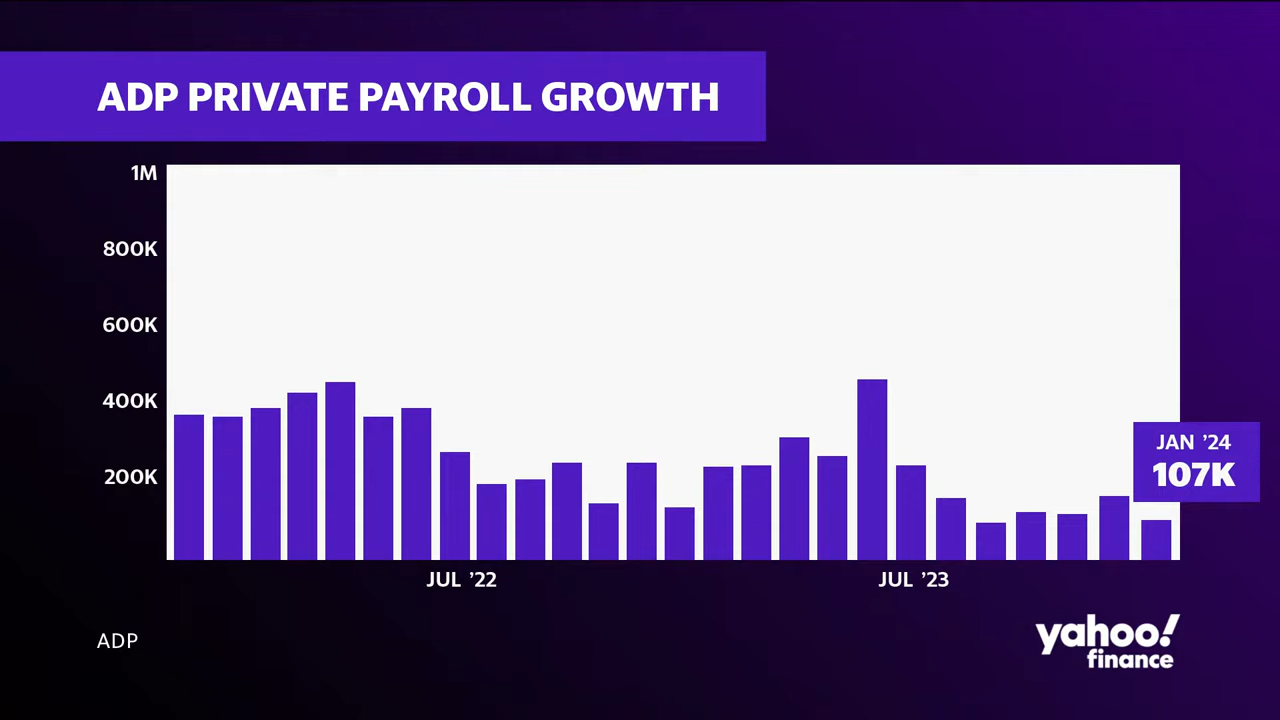 ADP PRIVATE PAYROLL GROWTH
1M
800K
600K
400K
200K
JAN ’24
107K
JUL ’22
JUL ’23
ADP
yahoo!
finance